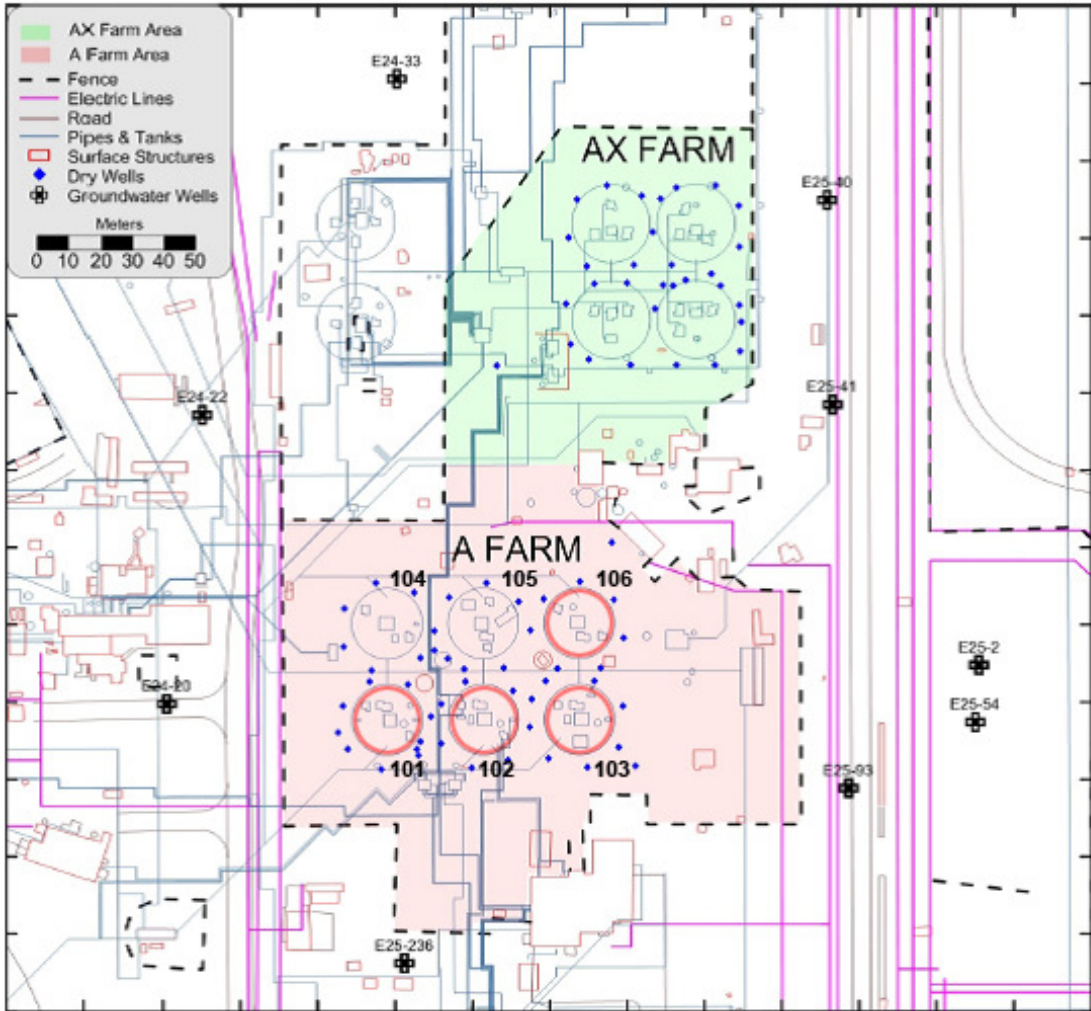 AX Farm Area
A Farm Area
Fence
Electric Lines
Road
Pipes & Tanks
Surface Structures
Dry Wells
Groundwater Wells
Meters
0 10 20 30 40 50
E24-33
AX FARM
E25-40
E24-22
E25-41
A FARM
104 105 106
E25-2
E24-20
E25-54
101 102 103
E25-93
E25-236